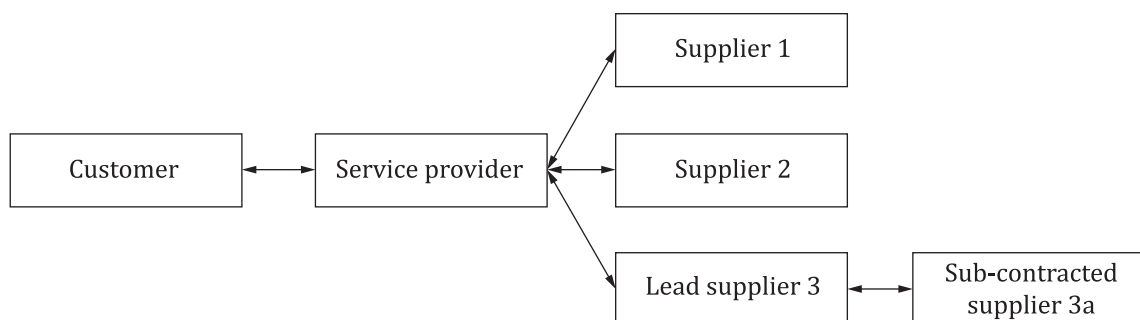 Supplier 1
Customer
Service provider
Supplier 2
Lead supplier 3
Sub-contracted
supplier 3a